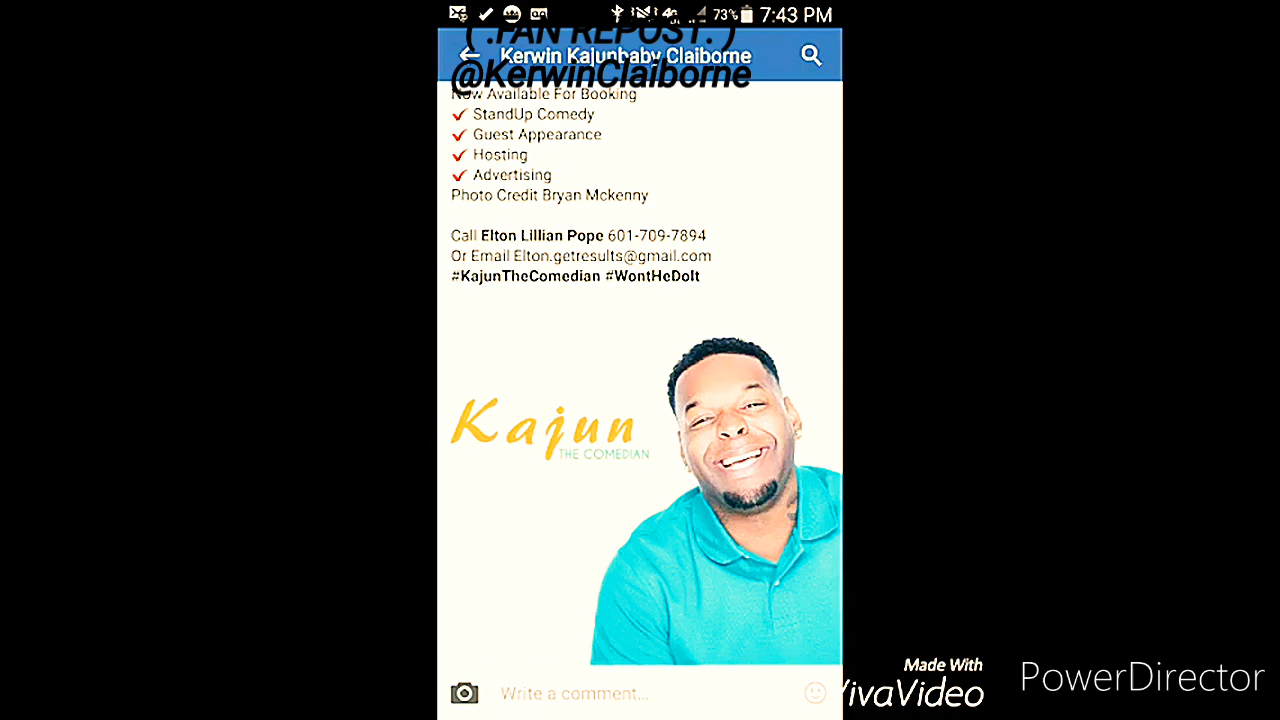 73% 7:43 PM
( .FAN REPOST. )
Kerwin Kajunbaby Claiborne
@KerwinClaiborne
Now Available For Booking
StandUp Comedy
Guest Appearance
Hosting
Advertising
Photo Credit Bryan Mckenny
Call Elton Lillian Pope 601-709-7894
Or Email Elton.getresults@gmail.com
#KajunTheComedian #WontHeDoIt
Kajun
THE COMEDIAN
Write a comment...
Made With
VivaVideo
PowerDirector